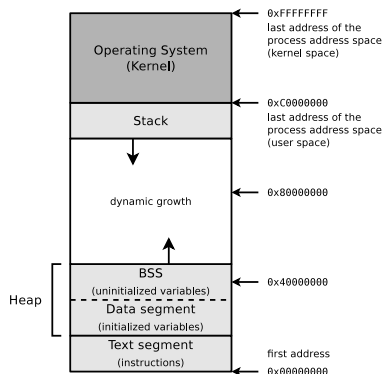 0xFFFFFFFF
last address of the
process address space
(kernel space)
Operating System
(Kernel)
0xC0000000
last address of the
process address space
(user space)
Stack
dynamic growth
0x80000000
BSS
(uninitialized variables)
0x40000000
Heap
Data segment
(initialized variables)
Text segment
(instructions)
first address
0x00000000